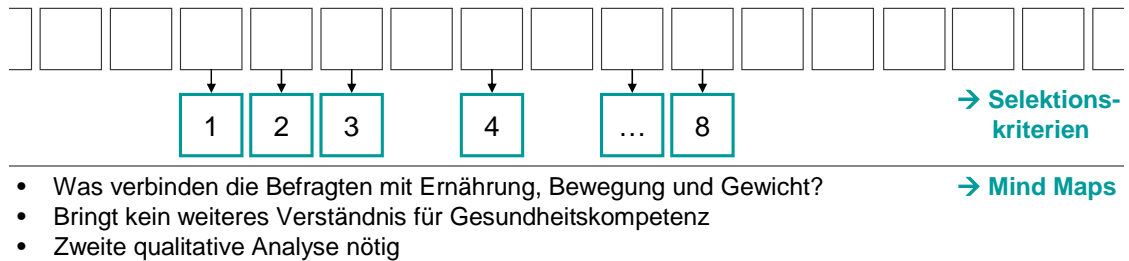 1 2 3 4 … 8
→ Selektions-
kriterien
• Was verbinden die Befragten mit Ernährung, Bewegung und Gewicht? → Mind Maps
• Bringt kein weiteres Verständnis für Gesundheitskompetenz
• Zweite qualitative Analyse nötig